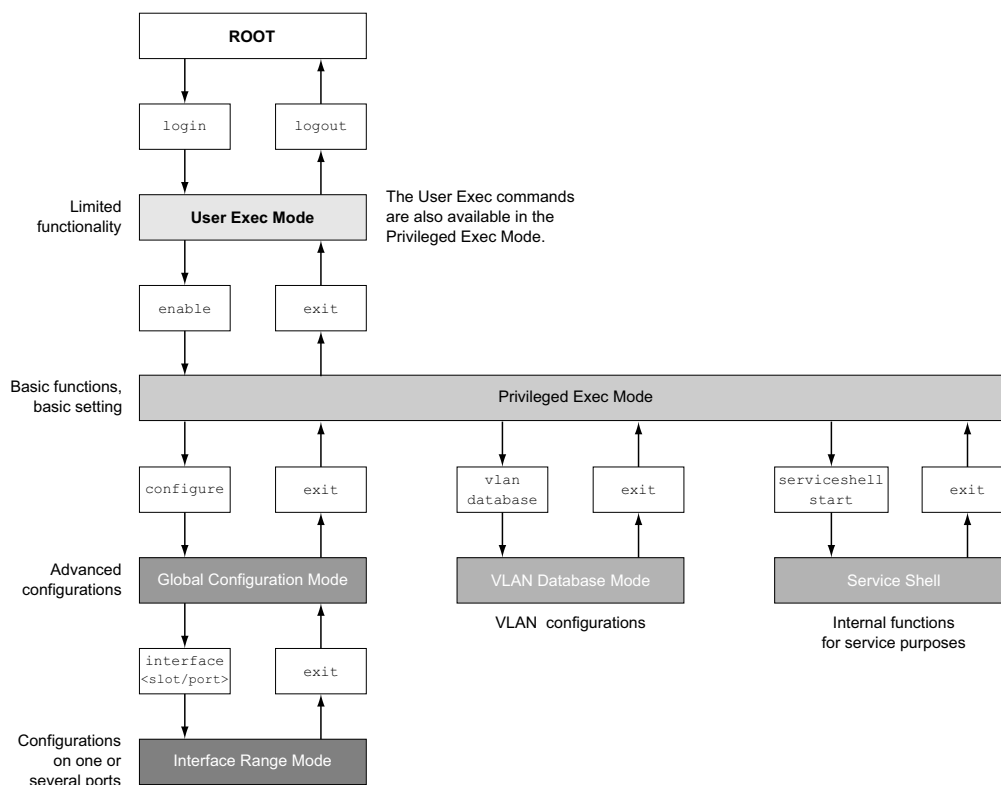 ROOT
login
logout
Limited
functionality
User Exec Mode
The User Exec commands
are also available in the
Privileged Exec Mode.
enable
exit
Basic functions,
basic setting
Privileged Exec Mode
configure
exit
vlan
database
exit
serviceshell
start
exit
Advanced
configurations
Global Configuration Mode
VLAN Database Mode
Service Shell
VLAN configurations
Internal functions
for service purposes
interface
<slot/port>
exit
Configurations
on one or
several ports
Interface Range Mode